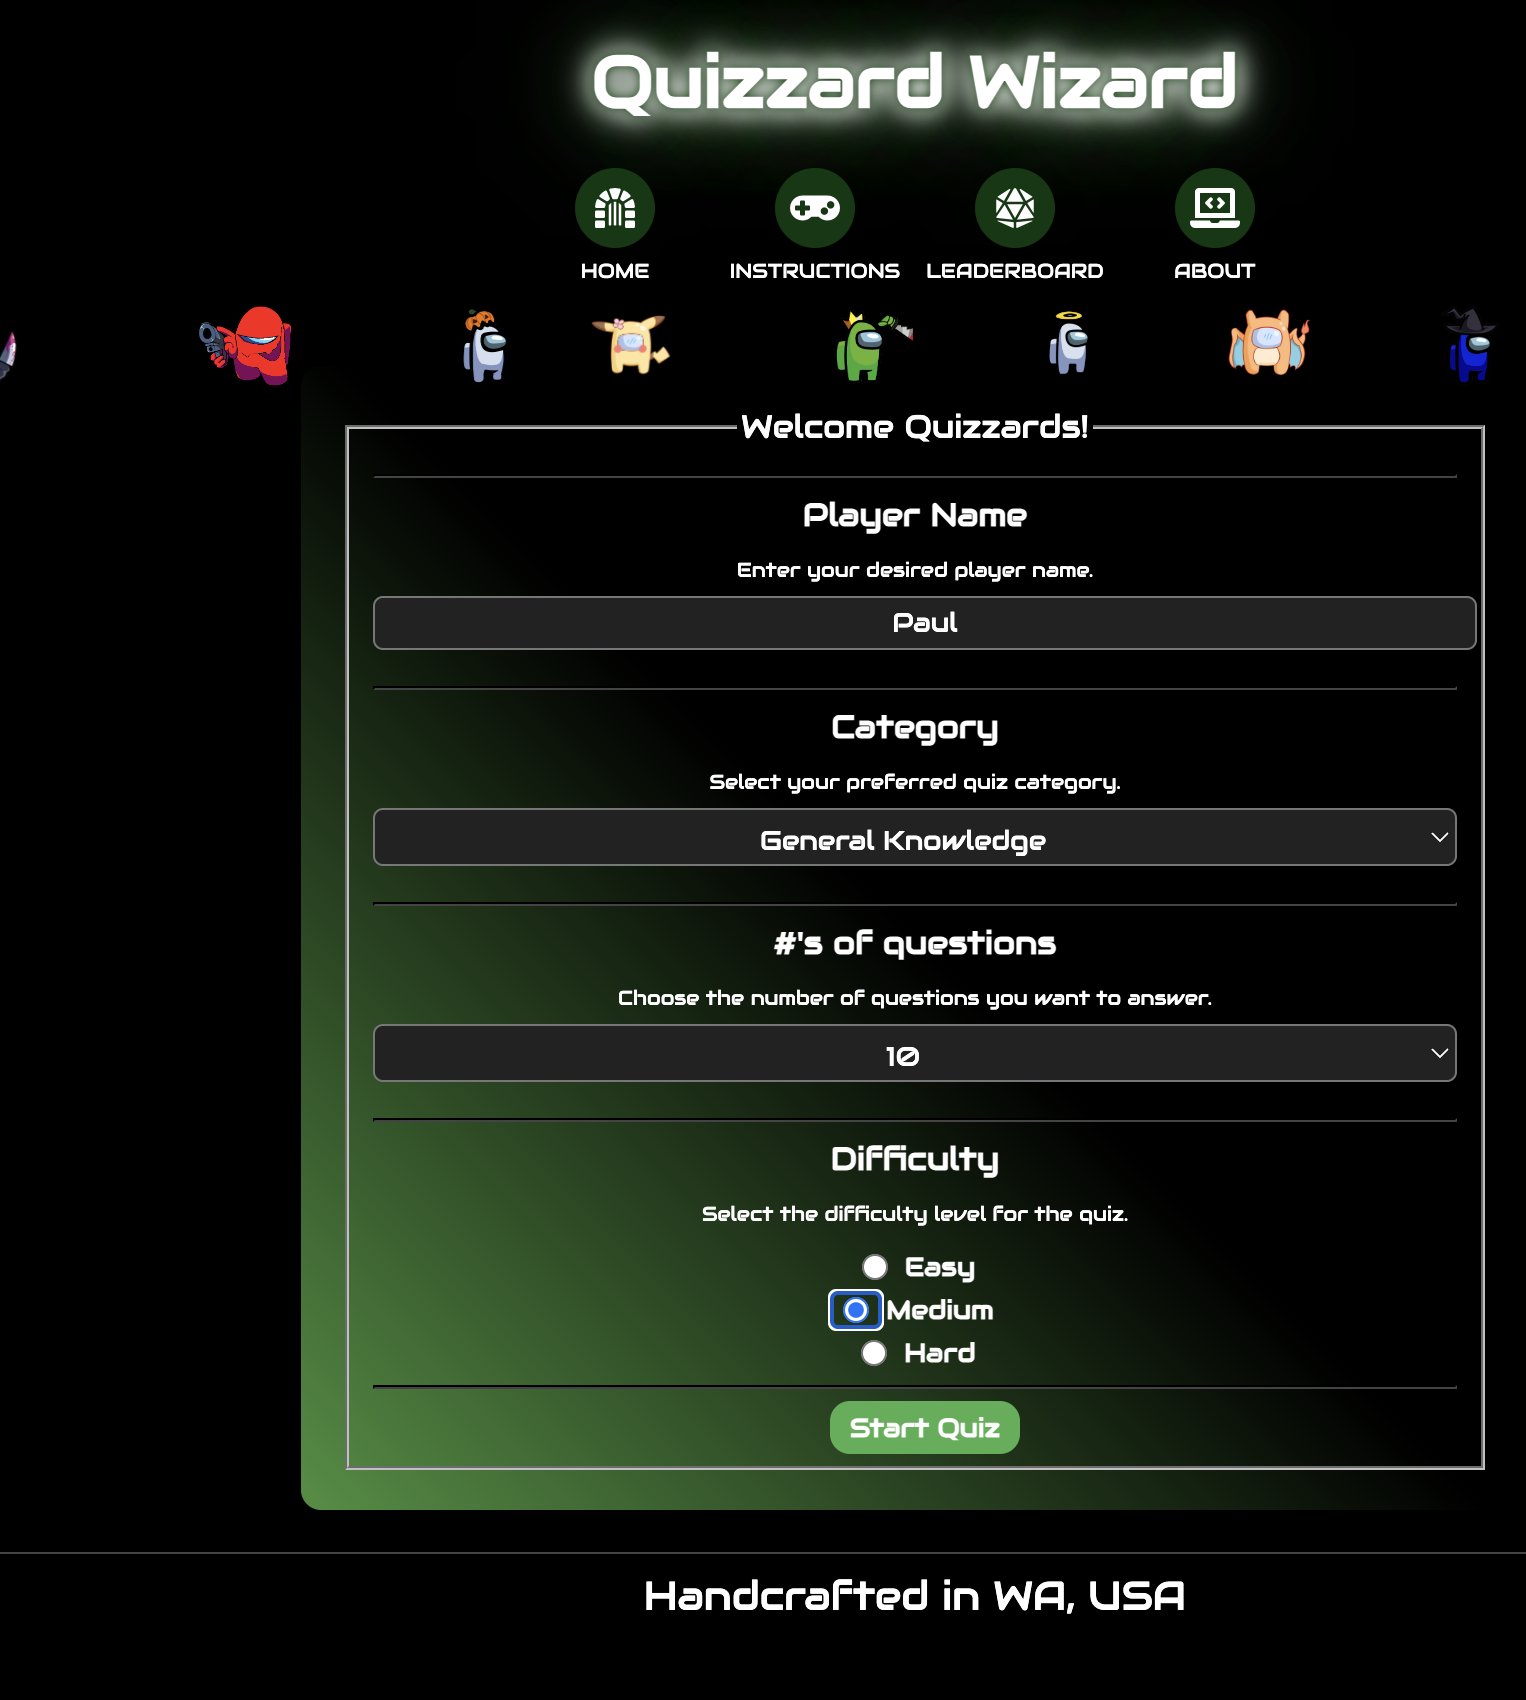 Quizzard Wizard
HOME INSTRUCTIONS LEADERBOARD ABOUT
Welcome Quizzards!
Player Name
Enter your desired player name.
Paul
Category
Select your preferred quiz category.
General Knowledge
#'s of questions
Choose the number of questions you want to answer.
10
Difficulty
Select the difficulty level for the quiz.
Easy
Medium
Hard
Start Quiz
Handcrafted in WA, USA